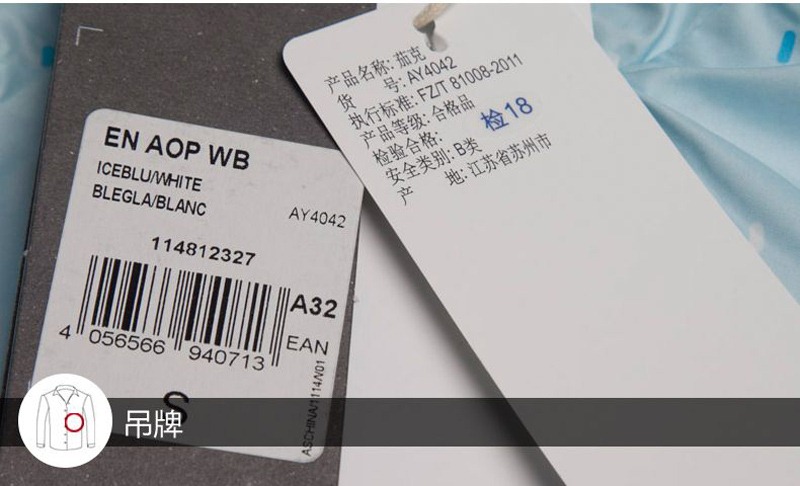 EN AOP WB
ICEBLU/WHITE
BLEGLA/BLANC
AY4042
114812327
A32
4 056566 940713
EAN
S
ASCHINA/1114/V01
产品名称: 茄克
货 号: AY4042
执行标准: FZ/T 81008-2011
产品等级: 合格品
检验合格: 检18
安全类别: B类
产 地: 江苏省苏州市
吊牌